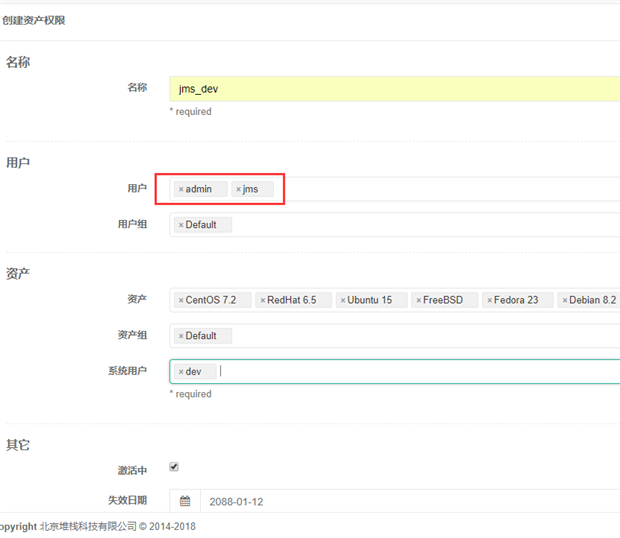 创建资产权限
名称
名称 jms_dev
* required
用户
用户 ×admin ×jms
用户组 ×Default
资产
资产 ×CentOS 7.2 ×RedHat 6.5 ×Ubuntu 15 ×FreeBSD ×Fedora 23 ×Debian 8.2
资产组 ×Default
系统用户 ×dev
* required
其它
激活中
失效日期 2088-01-12
opyright 北京堆栈科技有限公司 © 2014-2018